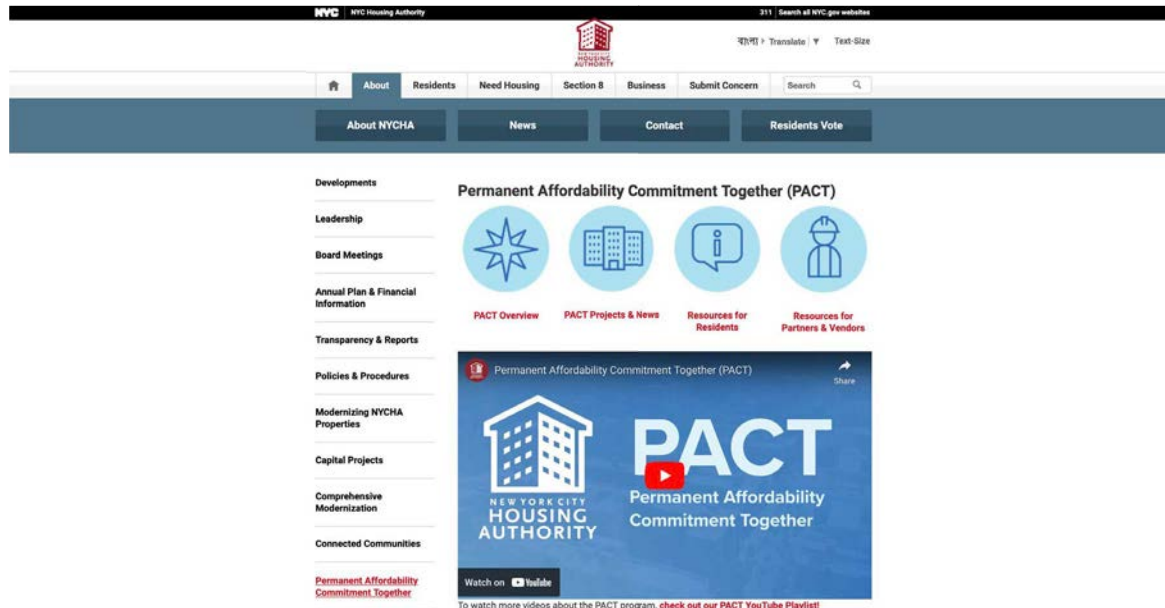 NYC NYC Housing Authority
311 Search all NYC.gov websites
NEW YORK CITY
HOUSING
AUTHORITY
বাংলা Translate ▼ Text-Size
About Residents Need Housing Section 8 Business Submit Concern Search
About NYCHA News Contact Residents Vote
Developments
Leadership
Board Meetings
Annual Plan & Financial
Information
Transparency & Reports
Policies & Procedures
Modernizing NYCHA
Properties
Capital Projects
Comprehensive
Modernization
Connected Communities
Permanent Affordability
Commitment Together
Permanent Affordability Commitment Together (PACT)
PACT Overview
PACT Projects & News
Resources for
Residents
Resources for
Partners & Vendors
Permanent Affordability Commitment Together (PACT)
Share
NEW YORK CITY
HOUSING
AUTHORITY
PACT
Permanent Affordability
Commitment Together
Watch on YouTube
To watch more videos about the PACT program, check out our PACT YouTube Playlist!